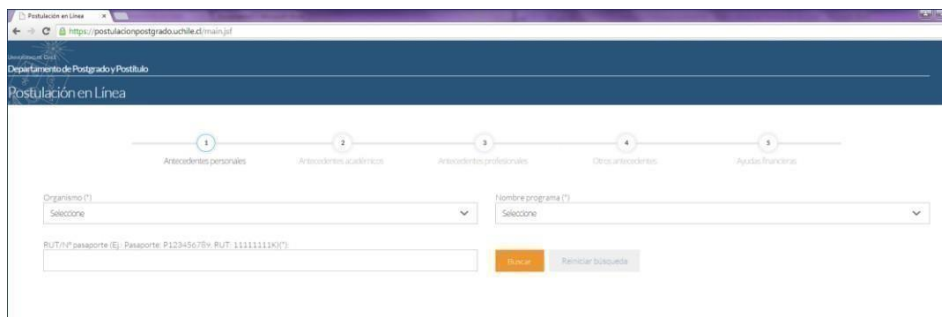 Postulación en Línea
https://postulacionpostgrado.uchile.cl/main.jsf
Departamento de Postgrado y Postítulo
Postulación en Línea
1 2 3 4 5
Antecedentes personales Antecedentes académicos Antecedentes profesionales Otros antecedentes Ayudas financieras
Organismo (*) Nombre programa (*)
Seleccione Seleccione
RUT/Nº pasaporte (Ej.: Pasaporte: P123456789, RUT: 11111111K)(*):
Buscar Reiniciar búsqueda